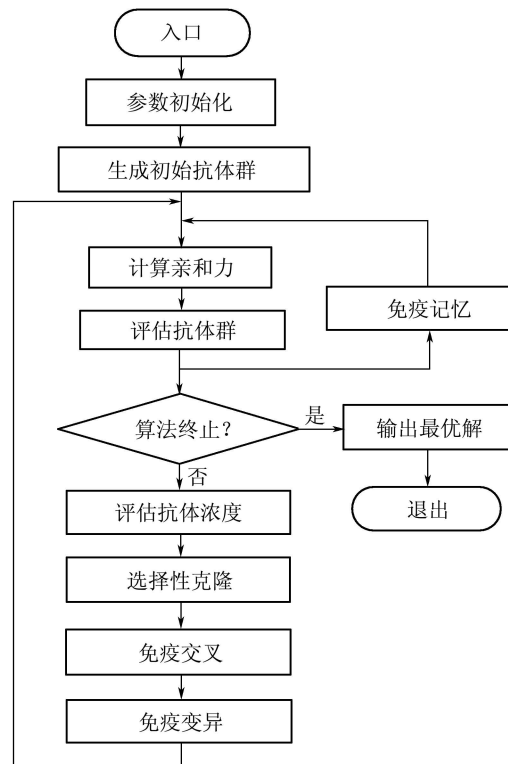 入口
参数初始化
生成初始抗体群
计算亲和力
免疫记忆
评估抗体群
算法终止?
是
输出最优解
否
评估抗体浓度
退出
选择性克隆
免疫交叉
免疫变异